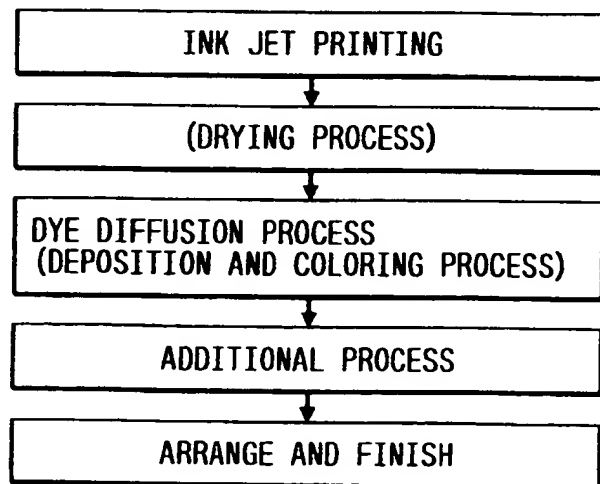 INK JET PRINTING
(DRYING PROCESS)
DYE DIFFUSION PROCESS
(DEPOSITION AND COLORING PROCESS)
ADDITIONAL PROCESS
ARRANGE AND FINISH